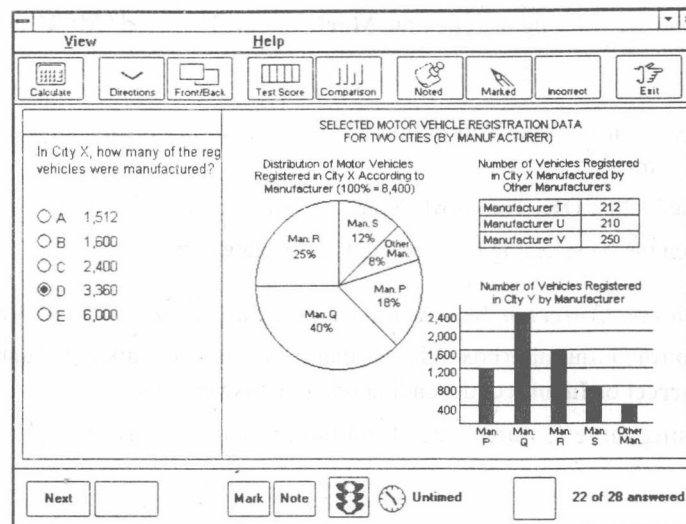 View Help
Calculate Directions Front/Back Test Score Comparison Noted Marked Incorrect Exit
In City X, how many of the reg
vehicles were manufactured?
A 1,512
B 1,600
C 2,400
D 3,360
E 6,000
SELECTED MOTOR VEHICLE REGISTRATION DATA
FOR TWO CITIES (BY MANUFACTURER)
Distribution of Motor Vehicles
Registered in City X According to
Manufacturer (100% = 8,400)
Man. S
12%
Other
Man.
8%
Man. R
25%
Man. P
18%
Man. Q
40%
Number of Vehicles Registered
in City X Manufactured by
Other Manufacturers
Manufacturer T 212
Manufacturer U 210
Manufacturer V 250
Number of Vehicles Registered
in City Y by Manufacturer
2,400
2,000
1,600
1,200
800
400
Man. Man. Man. Man. Other
P Q R S Man.
Next Mark Note Untimed 22 of 28 answered